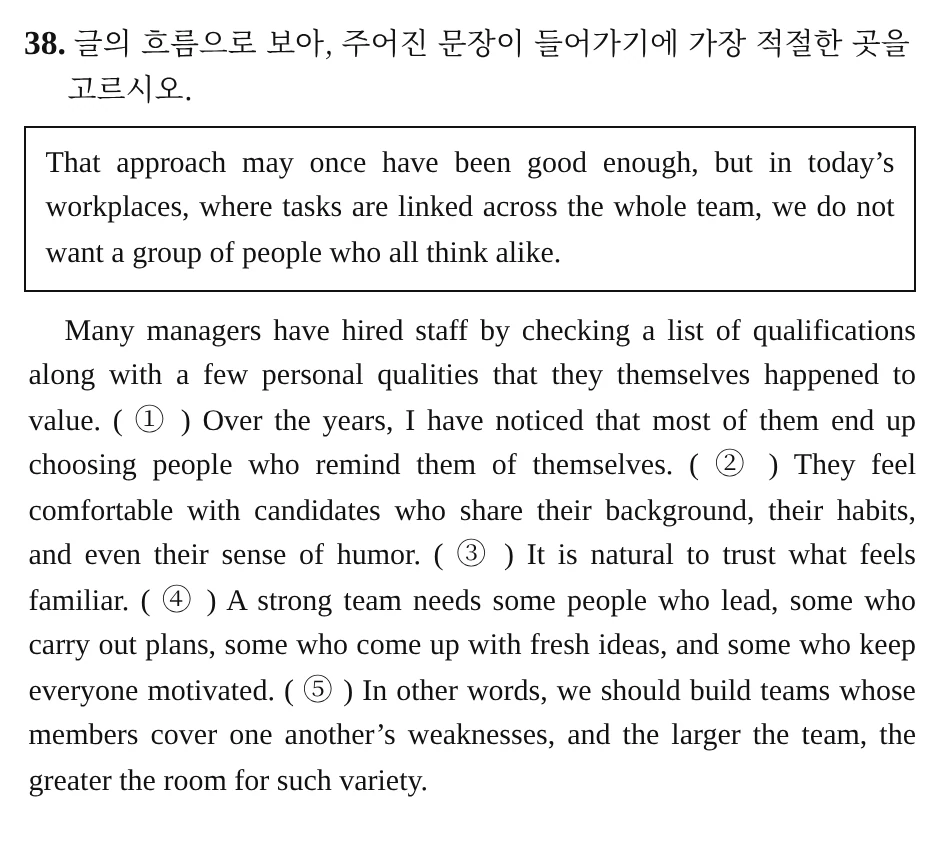 38. 글의 흐름으로 보아, 주어진 문장이 들어가기에 가장 적절한 곳을
고르시오.
That approach may once have been good enough, but in today’s
workplaces, where tasks are linked across the whole team, we do not
want a group of people who all think alike.
Many managers have hired staff by checking a list of qualifications
along with a few personal qualities that they themselves happened to
value. ( ① ) Over the years, I have noticed that most of them end up
choosing people who remind them of themselves. ( ② ) They feel
comfortable with candidates who share their background, their habits,
and even their sense of humor. ( ③ ) It is natural to trust what feels
familiar. ( ④ ) A strong team needs some people who lead, some who
carry out plans, some who come up with fresh ideas, and some who keep
everyone motivated. ( ⑤ ) In other words, we should build teams whose
members cover one another’s weaknesses, and the larger the team, the
greater the room for such variety.